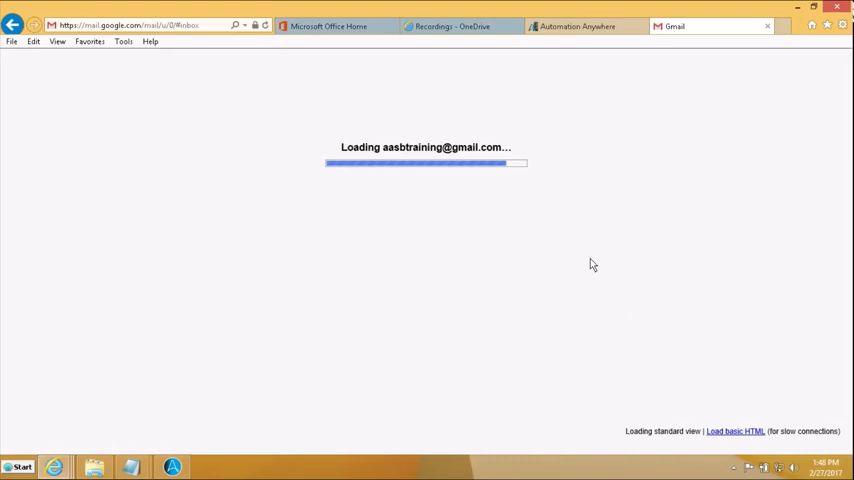 https://mail.google.com/mail/u/0/#inbox
Microsoft Office Home
Recordings - OneDrive
Automation Anywhere
Gmail
File Edit View Favorites Tools Help
Loading aasbtraining@gmail.com...
Loading standard view | Load basic HTML (for slow connections)
Start
1:48 PM
2/27/2017